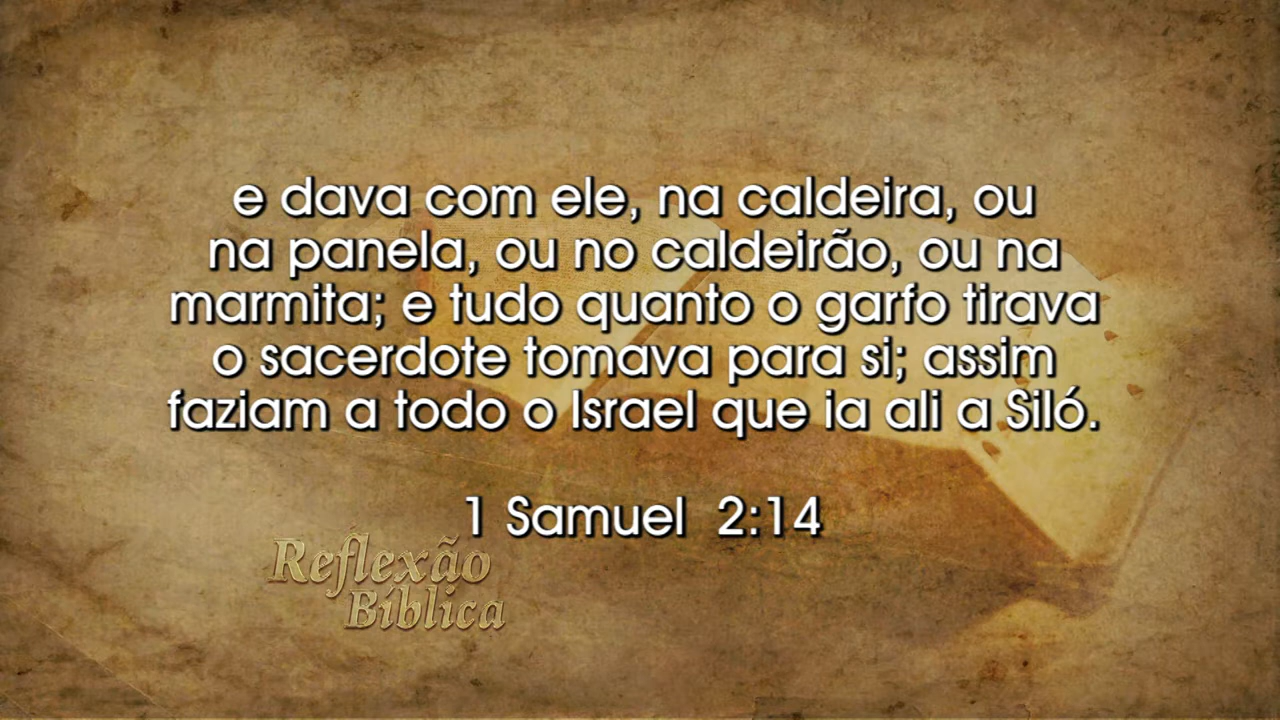 e dava com ele, na caldeira, ou
na panela, ou no caldeirão, ou na
marmita; e tudo quanto o garfo tirava
o sacerdote tomava para si; assim
faziam a todo o Israel que ia ali a Siló.
1 Samuel 2:14
Reflexão
Bíblica